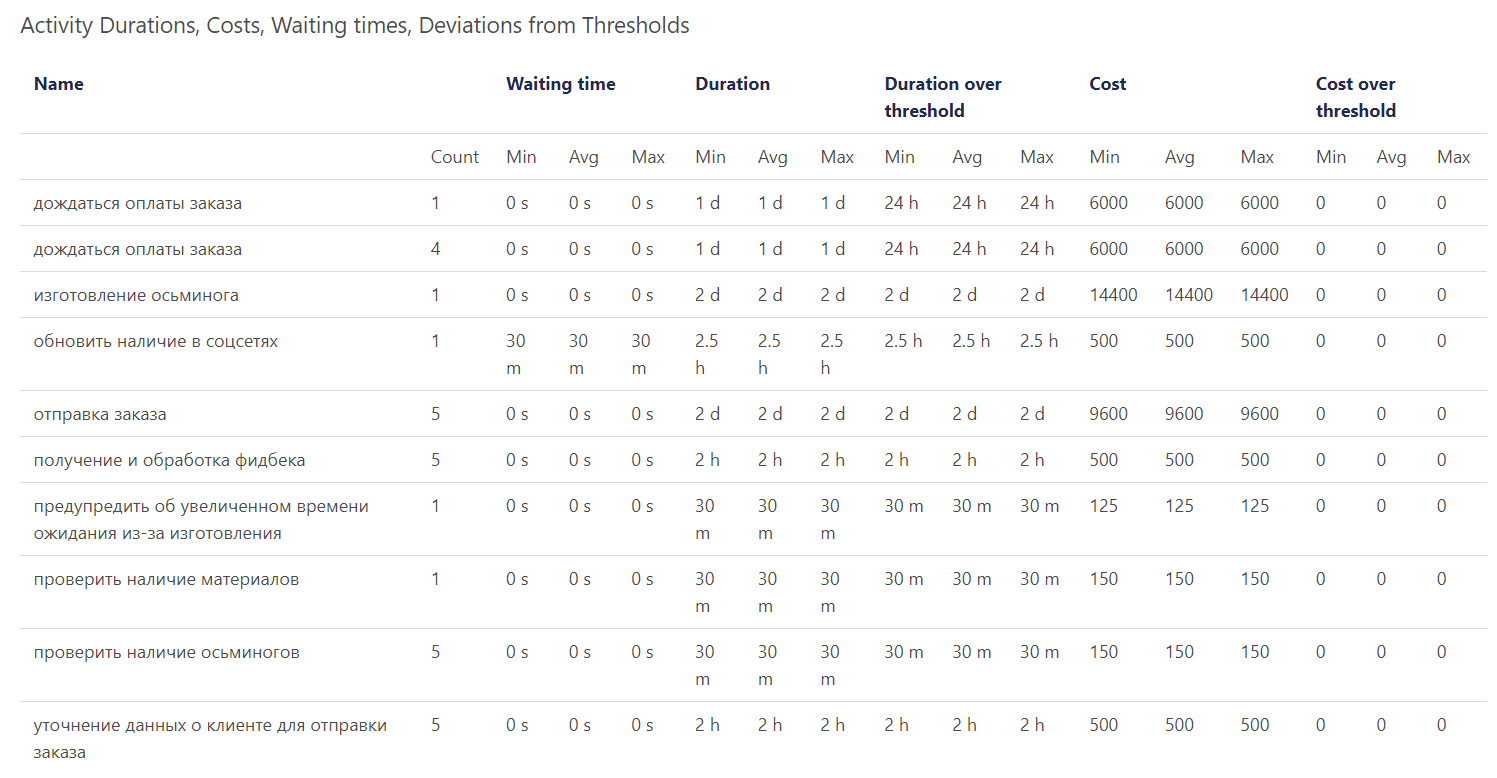 Activity Durations, Costs, Waiting times, Deviations from Thresholds
Name Waiting time Duration Duration over threshold Cost Cost over threshold
Count Min Avg Max Min Avg Max Min Avg Max Min Avg Max Min Avg Max
дождаться оплаты заказа 1 0 s 0 s 0 s 1 d 1 d 1 d 24 h 24 h 24 h 6000 6000 6000 0 0 0
дождаться оплаты заказа 4 0 s 0 s 0 s 1 d 1 d 1 d 24 h 24 h 24 h 6000 6000 6000 0 0 0
изготовление осьминога 1 0 s 0 s 0 s 2 d 2 d 2 d 2 d 2 d 2 d 14400 14400 14400 0 0 0
обновить наличие в соцсетях 1 30 m 30 m 30 m 2.5 h 2.5 h 2.5 h 2.5 h 2.5 h 2.5 h 500 500 500 0 0 0
отправка заказа 5 0 s 0 s 0 s 2 d 2 d 2 d 2 d 2 d 2 d 9600 9600 9600 0 0 0
получение и обработка фидбека 5 0 s 0 s 0 s 2 h 2 h 2 h 2 h 2 h 2 h 500 500 500 0 0 0
предупредить об увеличенном времени ожидания из-за изготовления 1 0 s 0 s 0 s 30 m 30 m 30 m 30 m 30 m 30 m 125 125 125 0 0 0
проверить наличие материалов 1 0 s 0 s 0 s 30 m 30 m 30 m 30 m 30 m 30 m 150 150 150 0 0 0
проверить наличие осьминогов 5 0 s 0 s 0 s 30 m 30 m 30 m 30 m 30 m 30 m 150 150 150 0 0 0
уточнение данных о клиенте для отправки заказа 5 0 s 0 s 0 s 2 h 2 h 2 h 2 h 2 h 2 h 500 500 500 0 0 0